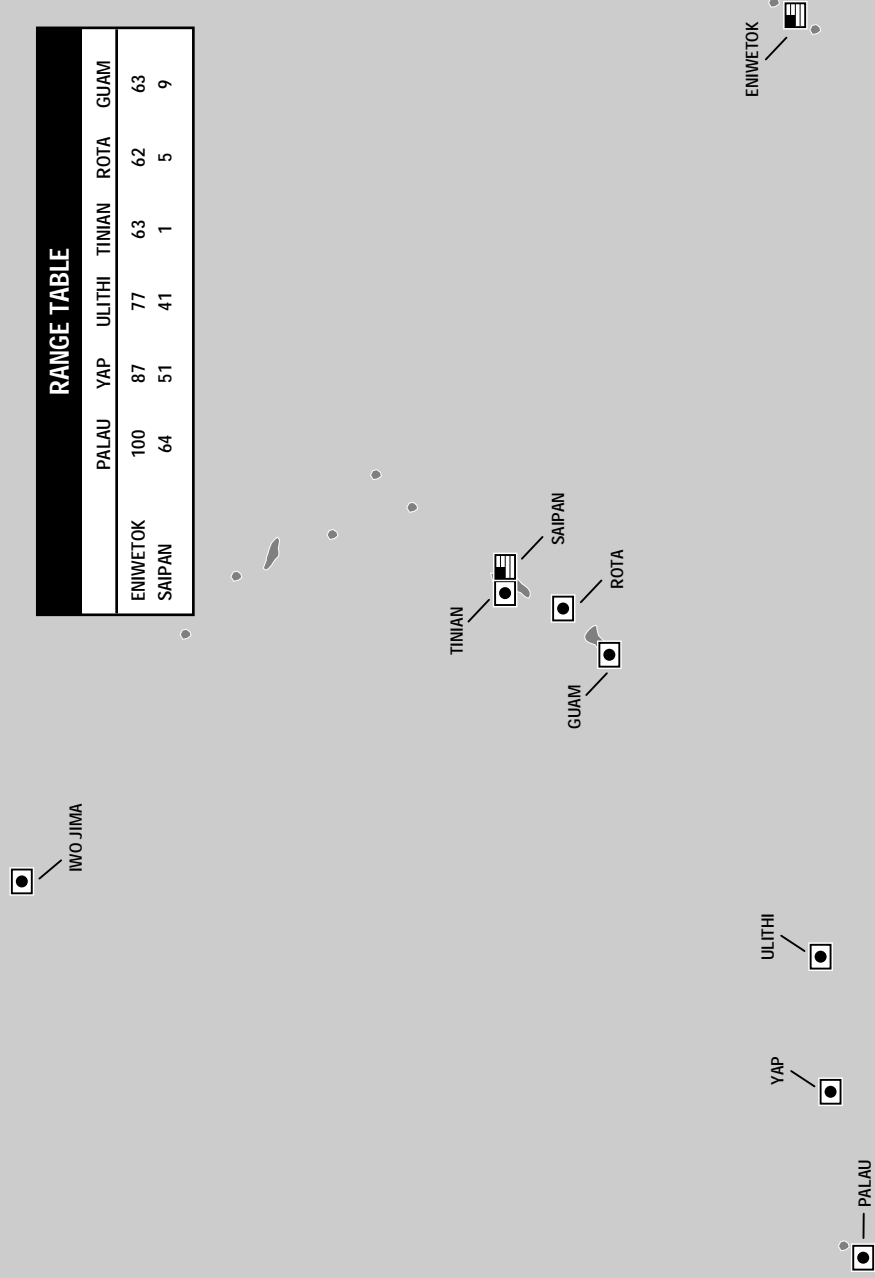 RANGE TABLE
PALAU YAP ULITHI TINIAN ROTA GUAM
ENIWETOK 100 87 77 63 62 63
SAIPAN 64 51 41 1 5 9
IWO JIMA
TINIAN
SAIPAN
GUAM
ROTA
ENIWETOK
ULITHI
YAP
PALAU